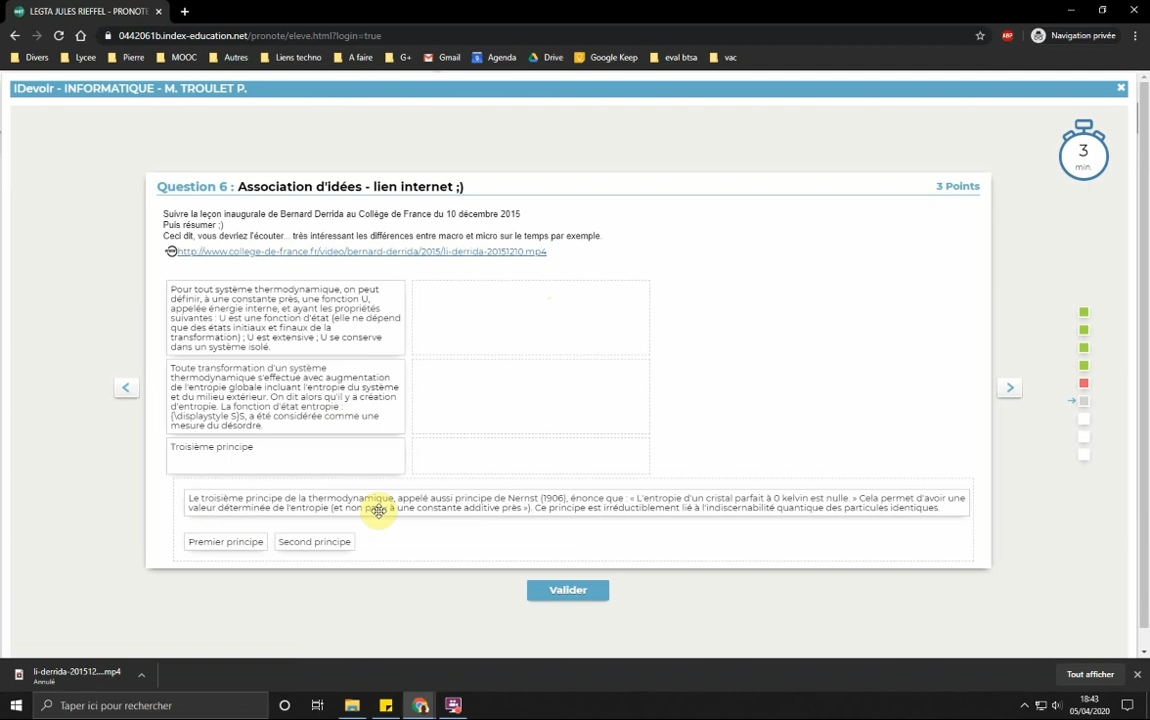 LEGTA JULES RIEFFEL - PRONOTE
0442061b.index-education.net/pronote/eleve.html?login=true
Navigation privée
Divers Lycee Pierre MOOC Autres Liens techno A faire G+ Gmail Agenda Drive Google Keep eval btsa vac
IDevoir - INFORMATIQUE - M. TROULET P.
3
min.
Question 6 : Association d'idées - lien internet ;)
3 Points
Suivre la leçon inaugurale de Bernard Derrida au Collège de France du 10 décembre 2015
Puis résumer ;)
Ceci dit, vous devriez l'écouter... très intéressant les différences entre macro et micro sur le temps par exemple.
http://www.college-de-france.fr/video/bernard-derrida/2015/li-derrida-20151210.mp4
Pour tout système thermodynamique, on peut
définir, à une constante près, une fonction U,
appelée énergie interne, et ayant les propriétés
suivantes : U est une fonction d'état (elle ne dépend
que des états initiaux et finaux de la
transformation) ; U est extensive ; U se conserve
dans un système isolé.
Toute transformation d'un système
thermodynamique s'effectue avec augmentation
de l'entropie globale incluant l'entropie du système
et du milieu extérieur. On dit alors qu'il y a création
d'entropie. La fonction d'état entropie :
{\displaystyle S}S, a été considérée comme une
mesure du désordre.
Troisième principe
Le troisième principe de la thermodynamique, appelé aussi principe de Nernst (1906), énonce que : « L'entropie d'un cristal parfait à 0 kelvin est nulle. » Cela permet d'avoir une
valeur déterminée de l'entropie (et non pas « à une constante additive près »). Ce principe est irréductiblement lié à l'indiscernabilité quantique des particules identiques.
Premier principe
Second principe
Valider
li-derrida-201512....mp4
Annulé
Tout afficher
Taper ici pour rechercher
18:43
05/04/2020